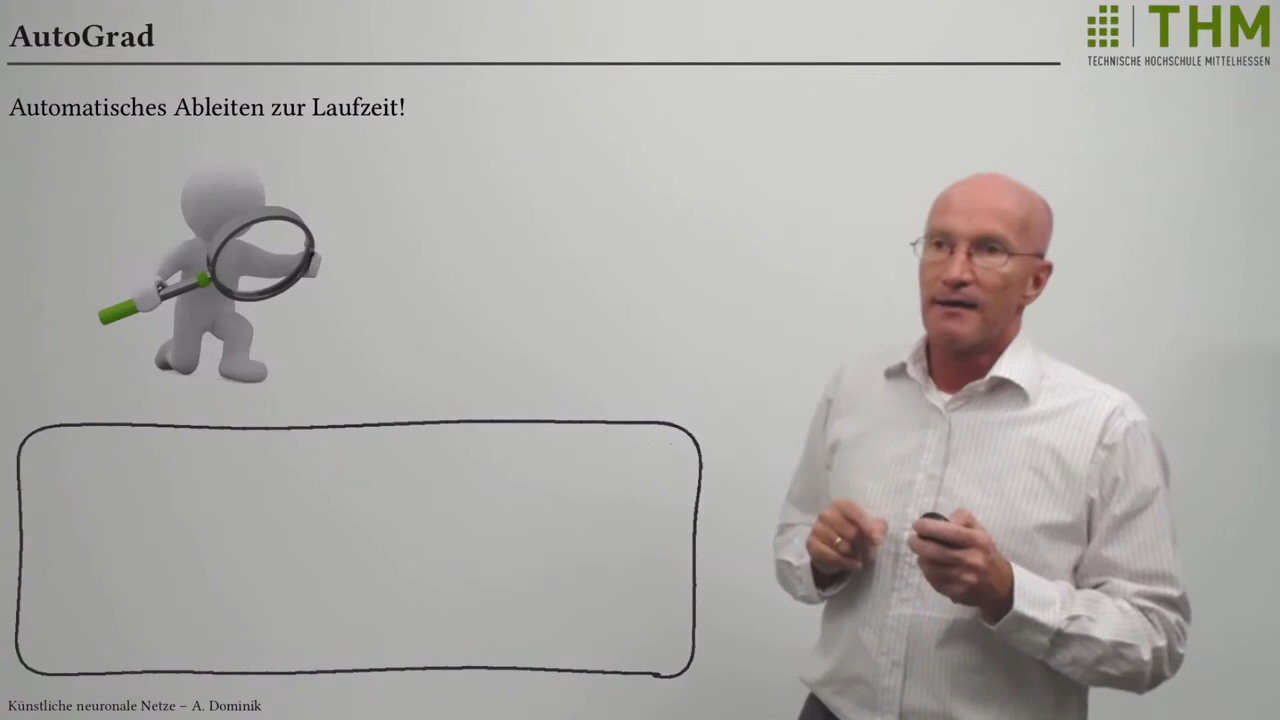 AutoGrad
THM
TECHNISCHE HOCHSCHULE MITTELHESSEN
Automatisches Ableiten zur Laufzeit!
Künstliche neuronale Netze – A. Dominik